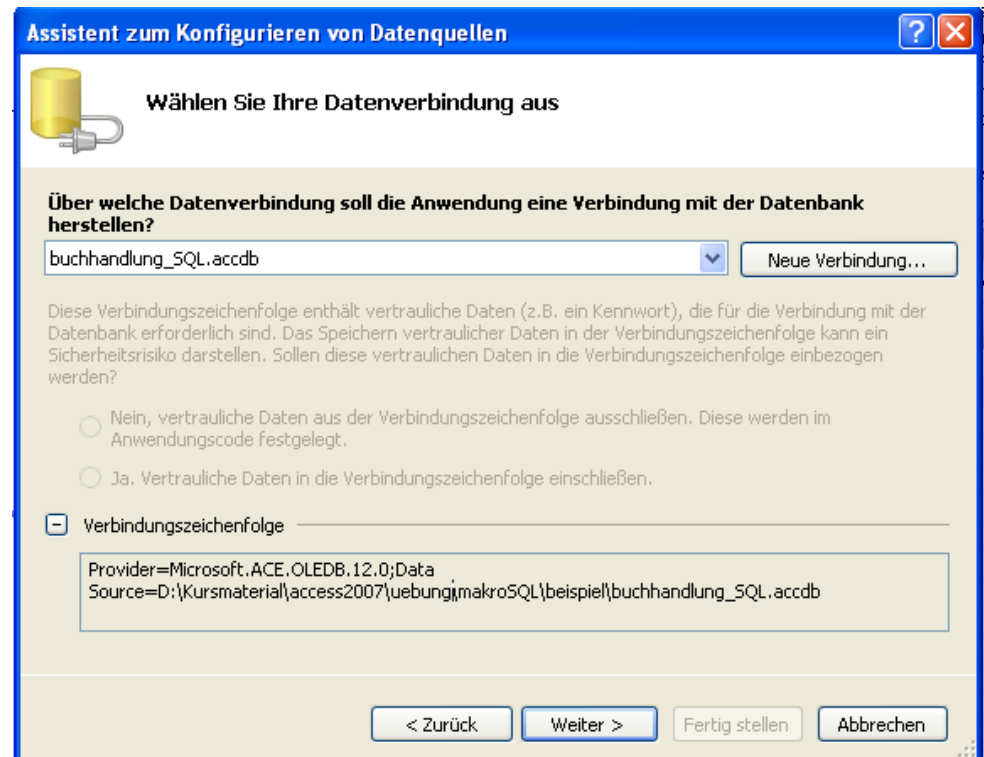 Assistent zum Konfigurieren von Datenquellen
Wählen Sie Ihre Datenverbindung aus
Über welche Datenverbindung soll die Anwendung eine Verbindung mit der Datenbank
herstellen?
buchhandlung_SQL.accdb
Neue Verbindung...
Diese Verbindungszeichenfolge enthält vertrauliche Daten (z.B. ein Kennwort), die für die Verbindung mit der
Datenbank erforderlich sind. Das Speichern vertraulicher Daten in der Verbindungszeichenfolge kann ein
Sicherheitsrisiko darstellen. Sollen diese vertraulichen Daten in die Verbindungszeichenfolge einbezogen
werden?
Nein, vertrauliche Daten aus der Verbindungszeichenfolge ausschließen. Diese werden im
Anwendungscode festgelegt.
Ja. Vertrauliche Daten in die Verbindungszeichenfolge einschließen.
Verbindungszeichenfolge
Provider=Microsoft.ACE.OLEDB.12.0;Data
Source=D:\Kursmaterial\access2007\uebung\makroSQL\beispiel\buchhandlung_SQL.accdb
< Zurück
Weiter >
Fertig stellen
Abbrechen